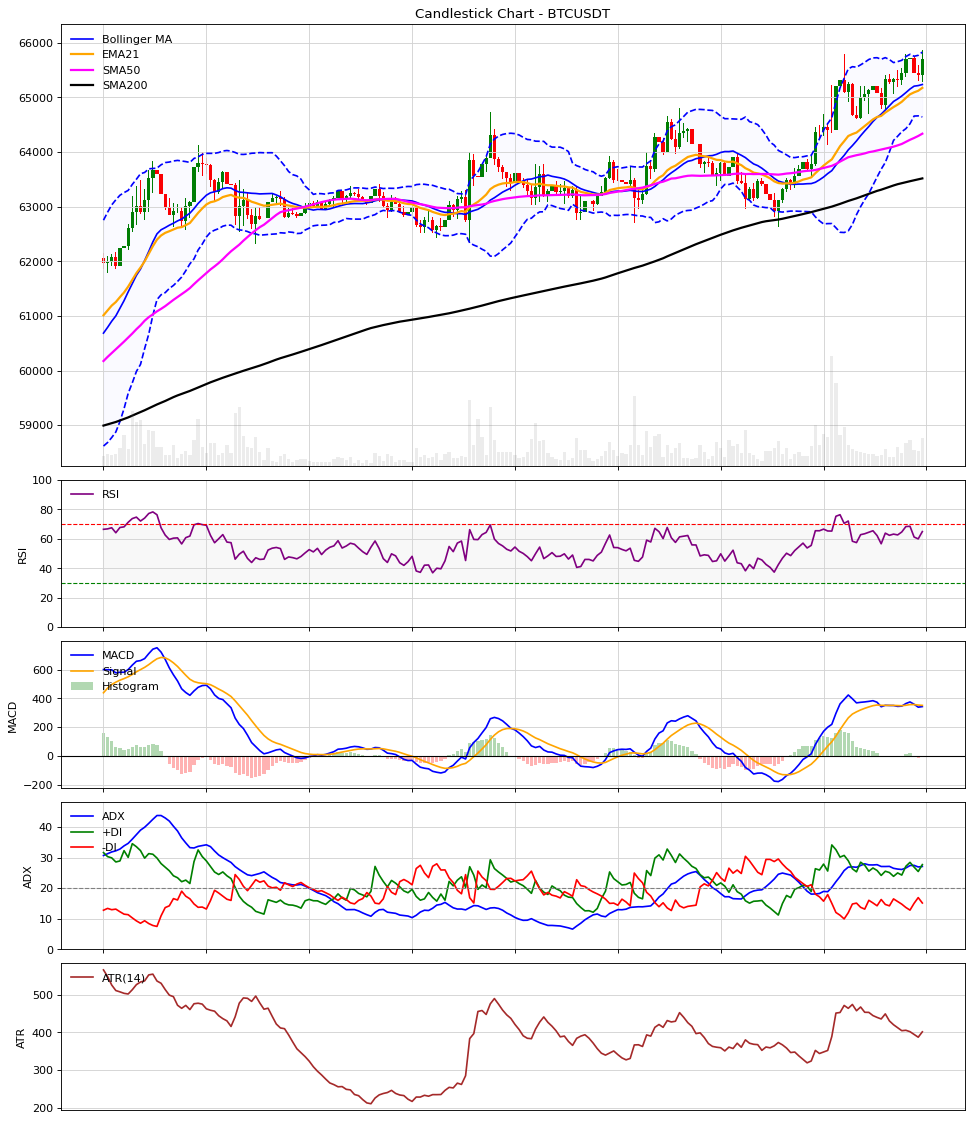 Candlestick Chart - BTCUSDT
66000
65000
64000
63000
62000
61000
60000
59000
Bollinger MA
EMA21
SMA50
SMA200
RSI
100
80
60
40
20
0
RSI
MACD
600
400
200
0
−200
MACD
Signal
Histogram
ADX
40
30
20
10
0
ADX
+DI
-DI
ATR
500
400
300
200
ATR(14)